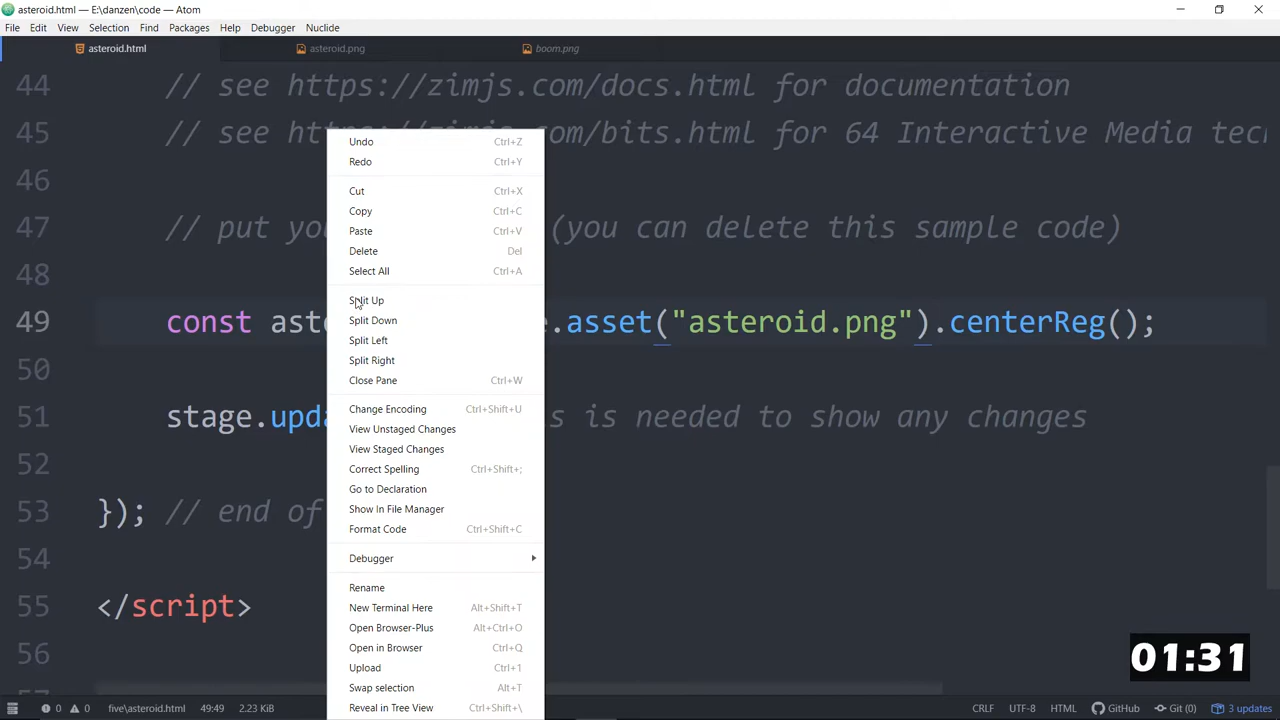 asteroid.html — E:\danzen\code — Atom
File Edit View Selection Find Packages Help Debugger Nuclide
asteroid.html asteroid.png boom.png
44 // see https://zimjs.com/docs.html for documentation
45 // see https://zimjs.com/bits.html for 64 Interactive Media tec
46
47 // put yo (you can delete this sample code)
48
49 const aste e.asset("asteroid.png").centerReg();
50
51 stage.upda s is needed to show any changes
52
53 }); // end of
54
55 </script>
56
Undo Ctrl+Z
Redo Ctrl+Y
Cut Ctrl+X
Copy Ctrl+C
Paste Ctrl+V
Delete Del
Select All Ctrl+A
Split Up
Split Down
Split Left
Split Right
Close Pane Ctrl+W
Change Encoding Ctrl+Shift+U
View Unstaged Changes
View Staged Changes
Correct Spelling Ctrl+Shift+;
Go to Declaration
Show In File Manager
Format Code Ctrl+Shift+C
Debugger
Rename
New Terminal Here Alt+Shift+T
Open Browser-Plus Alt+Ctrl+O
Open in Browser Ctrl+Q
Upload Ctrl+1
Swap selection Alt+T
Reveal in Tree View Ctrl+Shift+\
01:31
0 0 five\asteroid.html 49:49 2.23 KiB CRLF UTF-8 HTML GitHub Git (0) 3 updates